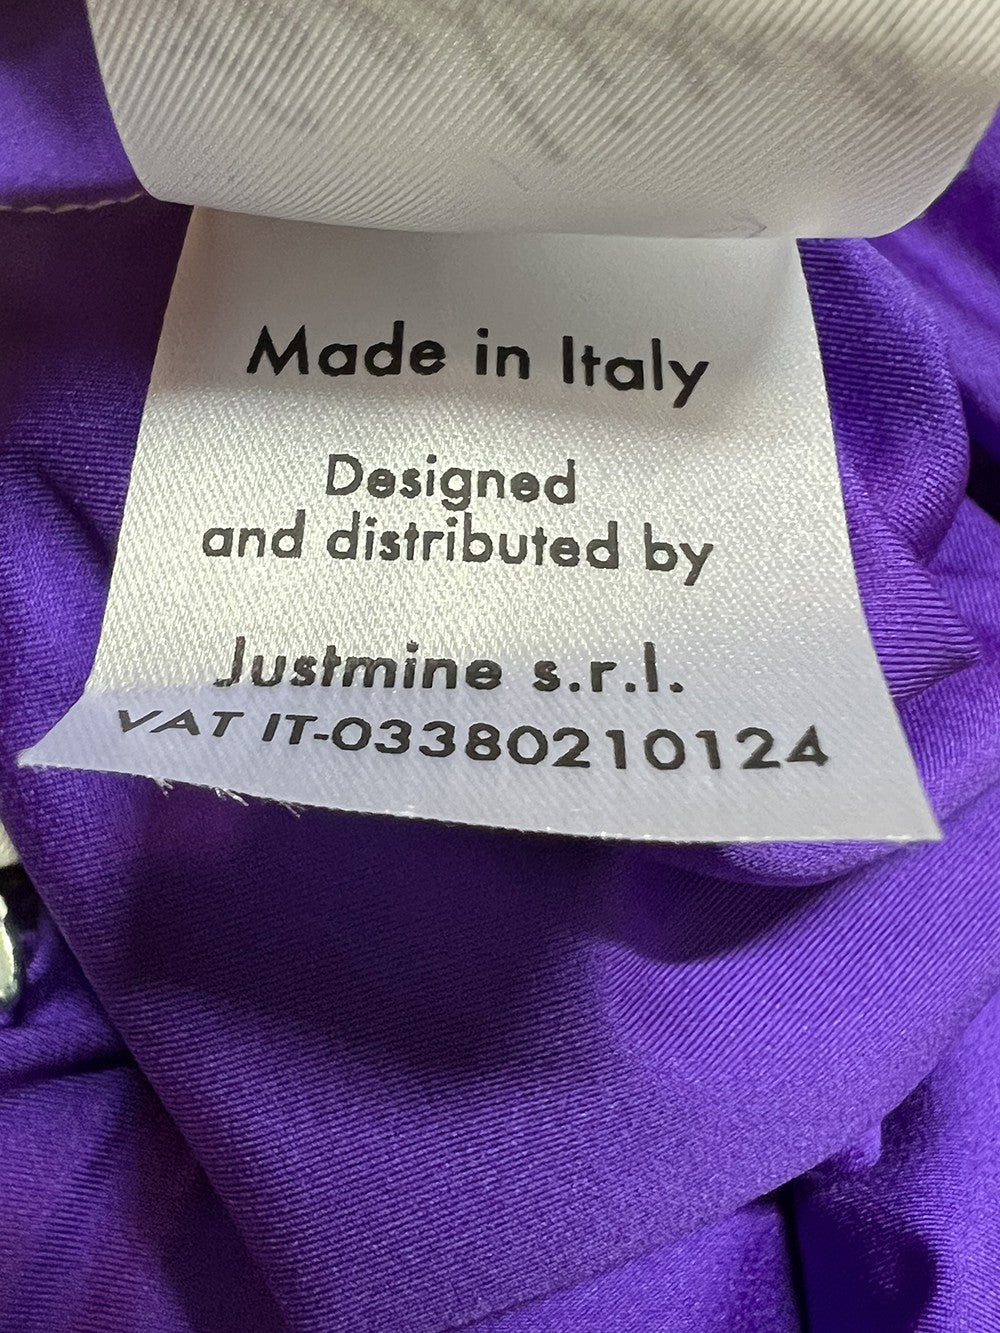 Made in Italy
Designed
and distributed by
Justmine s.r.l.
VAT IT-03380210124